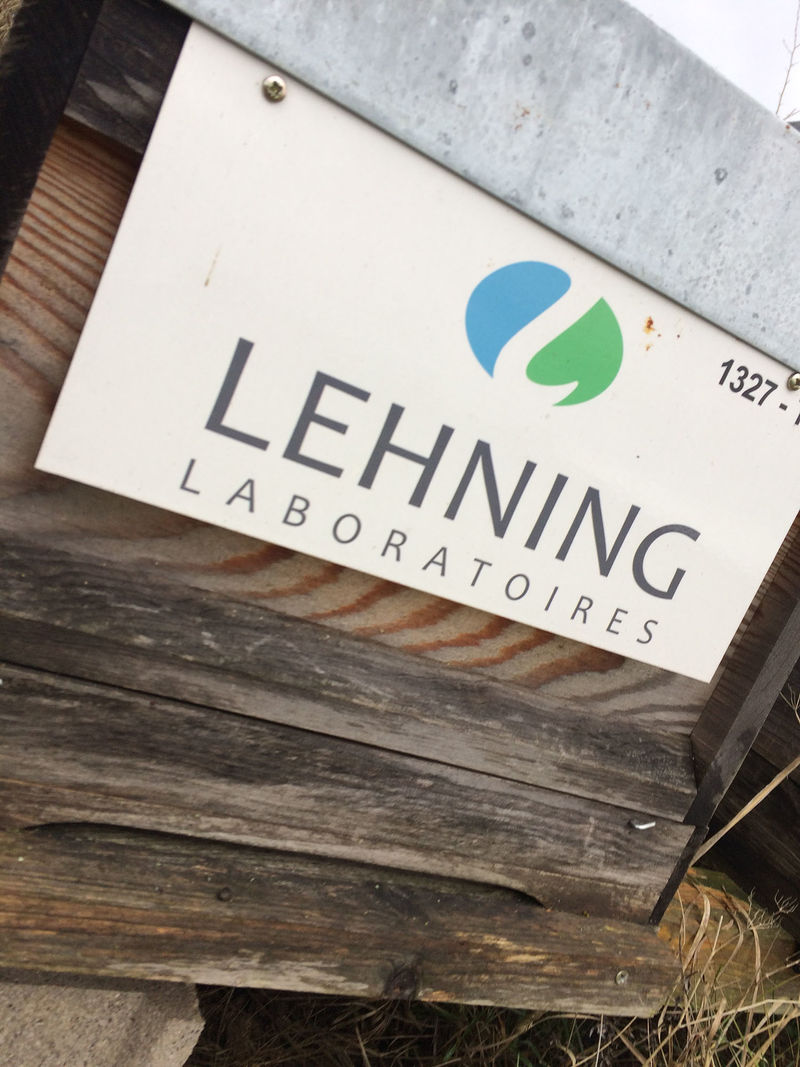 LEHNING
LABORATOIRES
1327 -